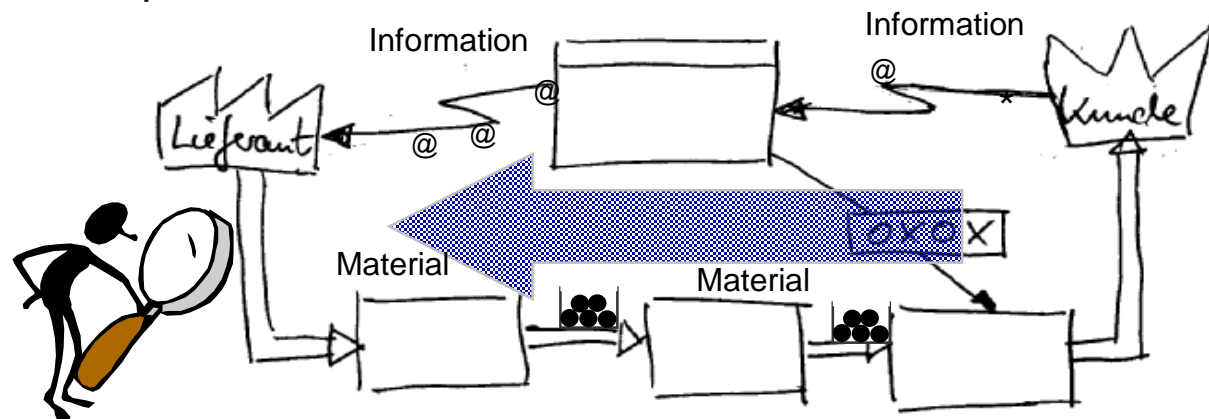 Information
Information
@
@
*
Kunde
Lieferant
@
@
OXOX
Material
Material